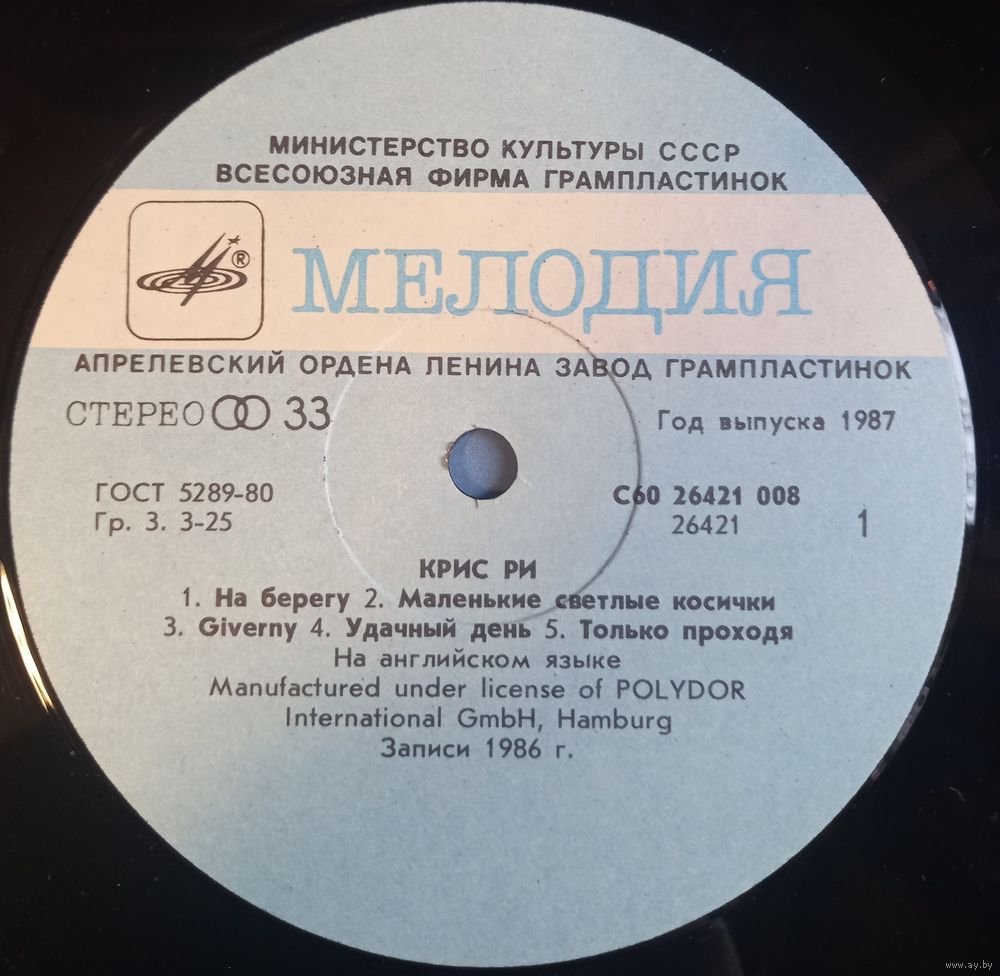 МИНИСТЕРСТВО КУЛЬТУРЫ СССР
ВСЕСОЮЗНАЯ ФИРМА ГРАМПЛАСТИНОК
®
МЕЛОДИЯ
АПРЕЛЕВСКИЙ ОРДЕНА ЛЕНИНА ЗАВОД ГРАМПЛАСТИНОК
СТЕРЕО 33
Год выпуска 1987
ГОСТ 5289-80
С60 26421 008
Гр. 3. 3-25
26421
1
КРИС РИ
1. На берегу 2. Маленькие светлые косички
3. Giverny 4. Удачный день 5. Только проходя
На английском языке
Manufactured under license of POLYDOR
International GmbH, Hamburg
Записи 1986 г.
www.ay.by